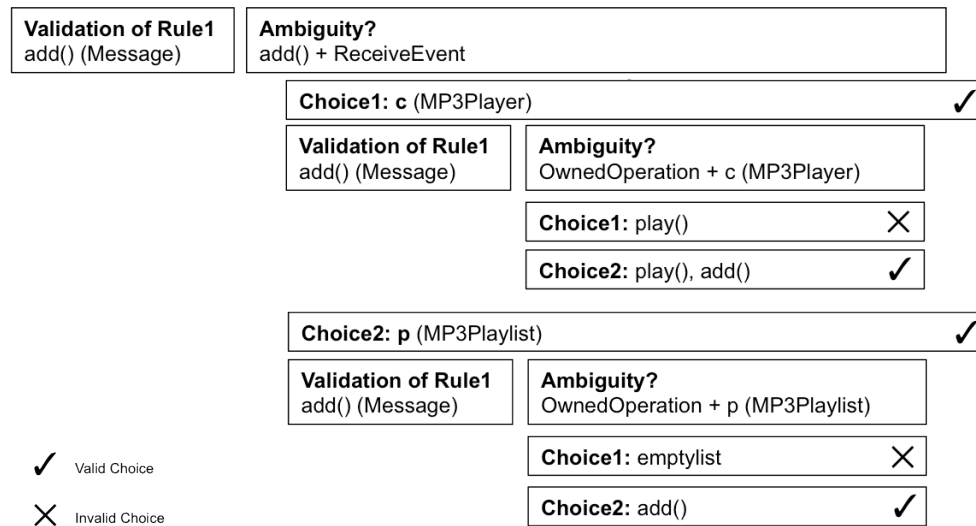 Validation of Rule1
add() (Message)
Ambiguity?
add() + ReceiveEvent
Choice1: c (MP3Player)
Validation of Rule1
add() (Message)
Ambiguity?
OwnedOperation + c (MP3Player)
Choice1: play()
Choice2: play(), add()
Choice2: p (MP3Playlist)
Validation of Rule1
add() (Message)
Ambiguity?
OwnedOperation + p (MP3Playlist)
Choice1: emptylist
Choice2: add()
Valid Choice
Invalid Choice